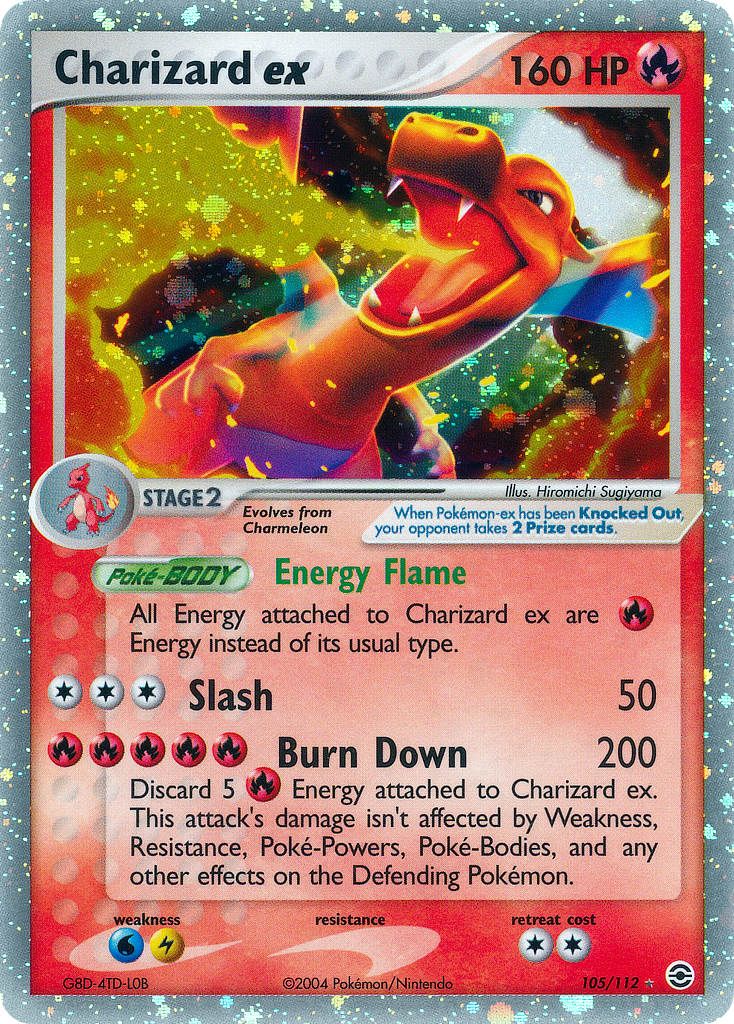 Charizard ex 160 HP
Illus. Hiromichi Sugiyama
STAGE 2
Evolves from
Charmeleon
When Pokémon-ex has been Knocked Out,
your opponent takes 2 Prize cards.
Poké-BODY Energy Flame
All Energy attached to Charizard ex are
Energy instead of its usual type.
Slash 50
Burn Down 200
Discard 5 Energy attached to Charizard ex.
This attack's damage isn't affected by Weakness,
Resistance, Poké-Powers, Poké-Bodies, and any
other effects on the Defending Pokémon.
weakness resistance retreat cost
G8D-4TD-L0B ©2004 Pokémon/Nintendo 105/112 ★